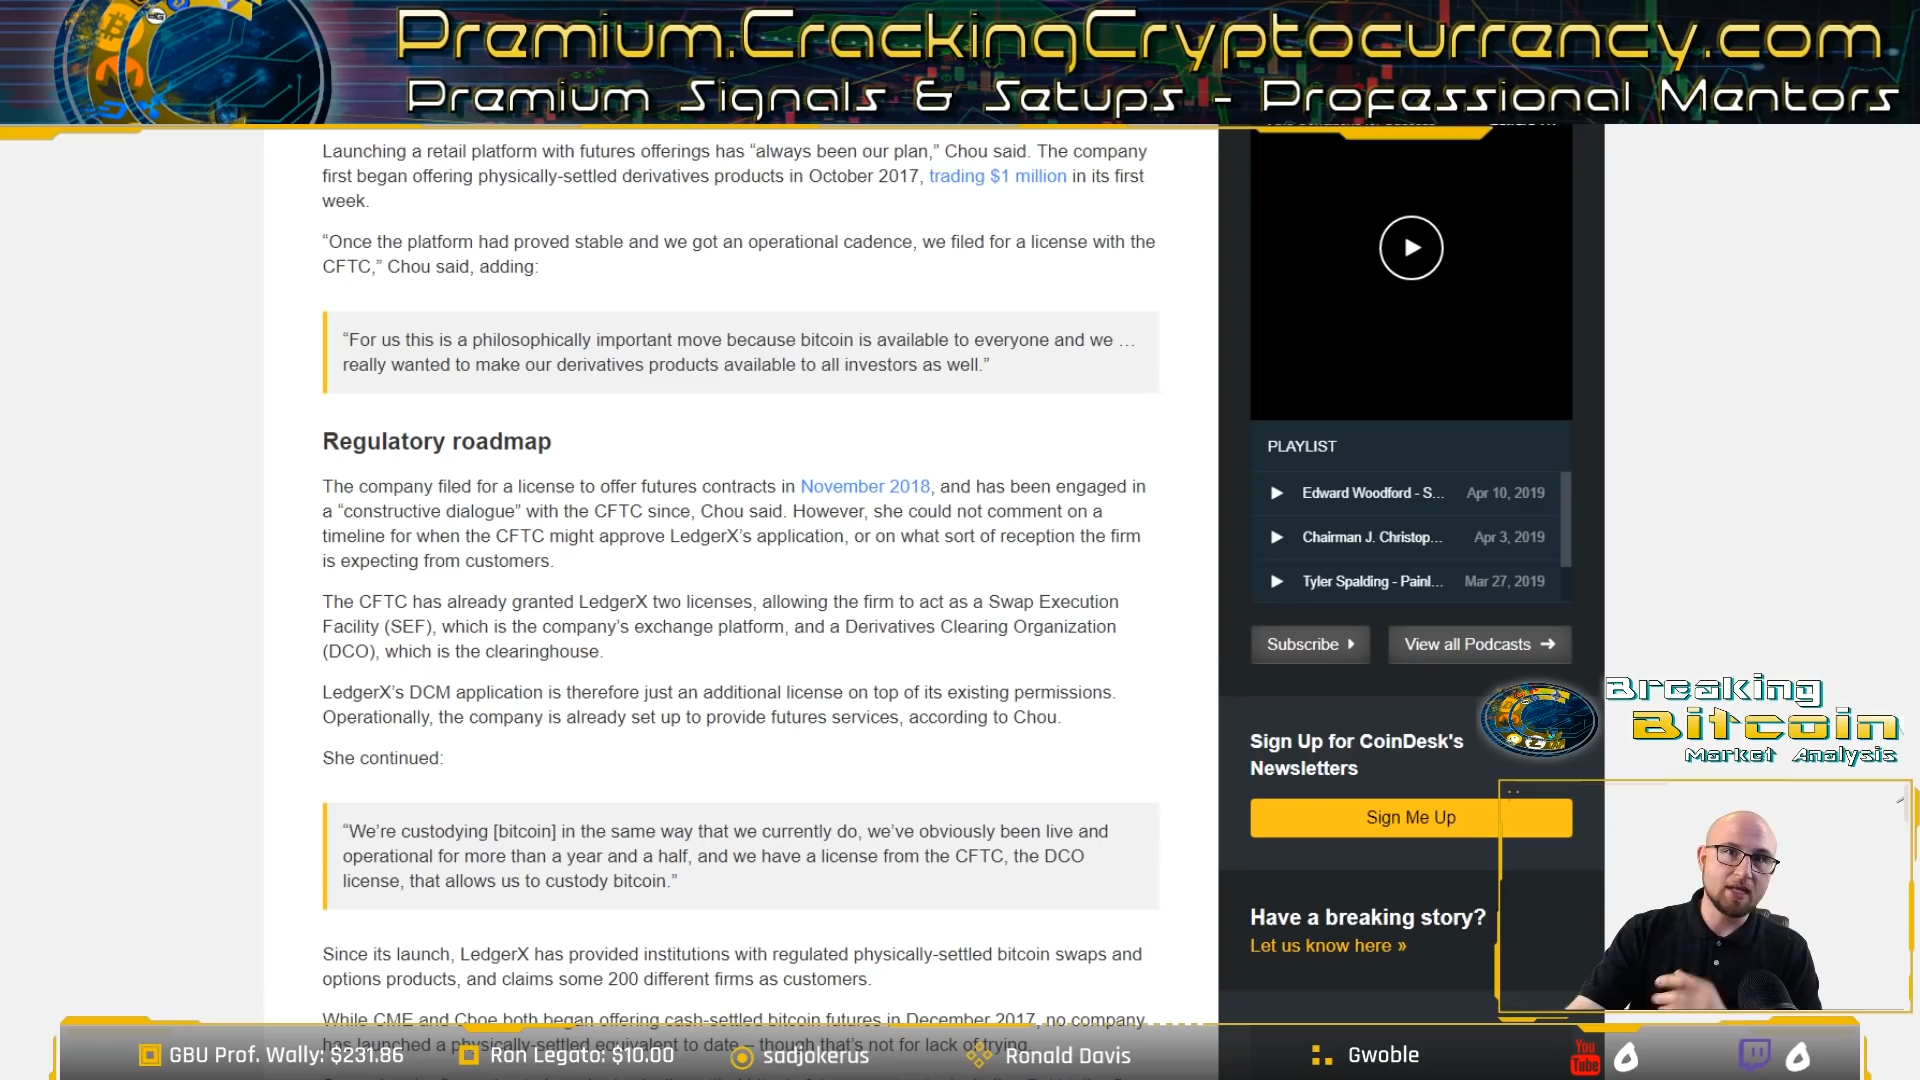 Premium.CrackingCryptocurrency.com
Premium Signals & Setups - Professional Mentors
Launching a retail platform with futures offerings has “always been our plan,” Chou said. The company
first began offering physically-settled derivatives products in October 2017, trading $1 million in its first
week.
“Once the platform had proved stable and we got an operational cadence, we filed for a license with the
CFTC,” Chou said, adding:
“For us this is a philosophically important move because bitcoin is available to everyone and we …
really wanted to make our derivatives products available to all investors as well.”
Regulatory roadmap
The company filed for a license to offer futures contracts in November 2018, and has been engaged in
a “constructive dialogue” with the CFTC since, Chou said. However, she could not comment on a
timeline for when the CFTC might approve LedgerX’s application, or on what sort of reception the firm
is expecting from customers.
The CFTC has already granted LedgerX two licenses, allowing the firm to act as a Swap Execution
Facility (SEF), which is the company’s exchange platform, and a Derivatives Clearing Organization
(DCO), which is the clearinghouse.
LedgerX’s DCM application is therefore just an additional license on top of its existing permissions.
Operationally, the company is already set up to provide futures services, according to Chou.
She continued:
“We’re custodying [bitcoin] in the same way that we currently do, we’ve obviously been live and
operational for more than a year and a half, and we have a license from the CFTC, the DCO
license, that allows us to custody bitcoin.”
Since its launch, LedgerX has provided institutions with regulated physically-settled bitcoin swaps and
options products, and claims some 200 different firms as customers.
While CME and Cboe both began offering cash-settled bitcoin futures in December 2017, no company
has launched a physically-settled equivalent to date – though that’s not for lack of trying.
PLAYLIST
Edward Woodford - S... Apr 10, 2019
Chairman J. Christop... Apr 3, 2019
Tyler Spalding - Painl... Mar 27, 2019
Subscribe View all Podcasts
Sign Up for CoinDesk's
Newsletters
Sign Me Up
Have a breaking story?
Let us know here »
Breaking
Bitcoin
Market Analysis
GBU Prof. Wally: $231.86 Ron Legato: $10.00 sadjokerus Ronald Davis Gwoble You Tube 0 0